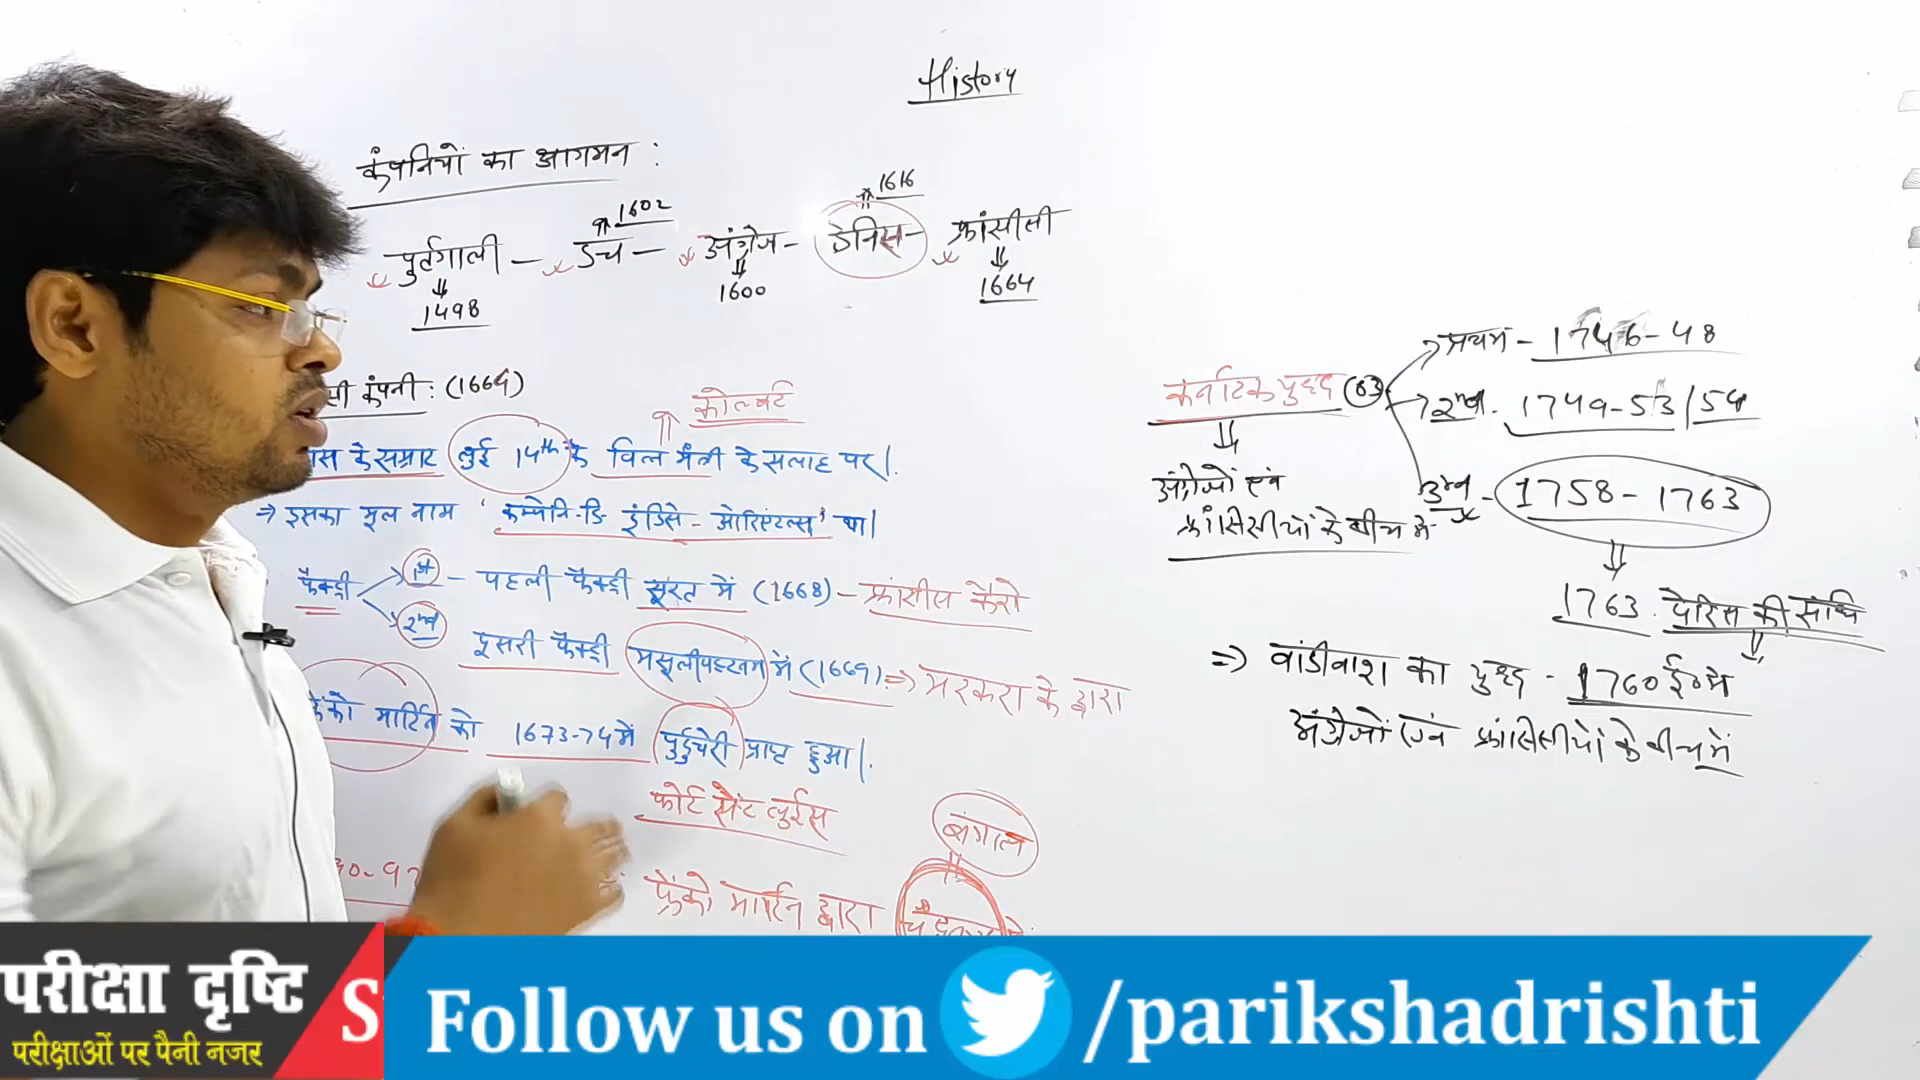 History
कंपनियों का आगमन :
1602
1616
पुर्तगाली – डच – अंग्रेज – डेनिस – फ्रांसीसी
1498
1600
1664
कंपनी : (1664)
कोल्बर्ट
के सम्राट लुई 14th के वित्त मंत्री के सलाह पर।
⇒ इसका मूल नाम 'कम्पेनि-डि इंडिसे-ओरिएंटल्स' था।
फैक्ट्री
1st – पहली फैक्ट्री सूरत में (1668) – फ्रांसीस कैरो
2nd दूसरी फैक्ट्री मसूलीपट्टनम में (1669) ⇒ मरकरा के द्वारा
फ्रेंको मार्टिन को 1673-74 में पुडुचेरी प्राप्त हुआ।
फोर्ट सेंट लुईस
बंगाल
फ्रेंको मार्टिन द्वारा
कर्नाटक युद्ध (03)
प्रथम – 1746-48
2nd – 1749-53/54
3rd – 1758-1763
अंग्रेजों एवं
फ्रांसिसीयों के बीच में
1763 पेरिस की संधि
⇒ वांडीवाश का युद्ध – 1760 ई० में
अंग्रेजों एवं फ्रांसिसीयों के बीच में
परीक्षा दृष्टि
परीक्षाओं पर पैनी नजर
S
Follow us on /parikshadrishti